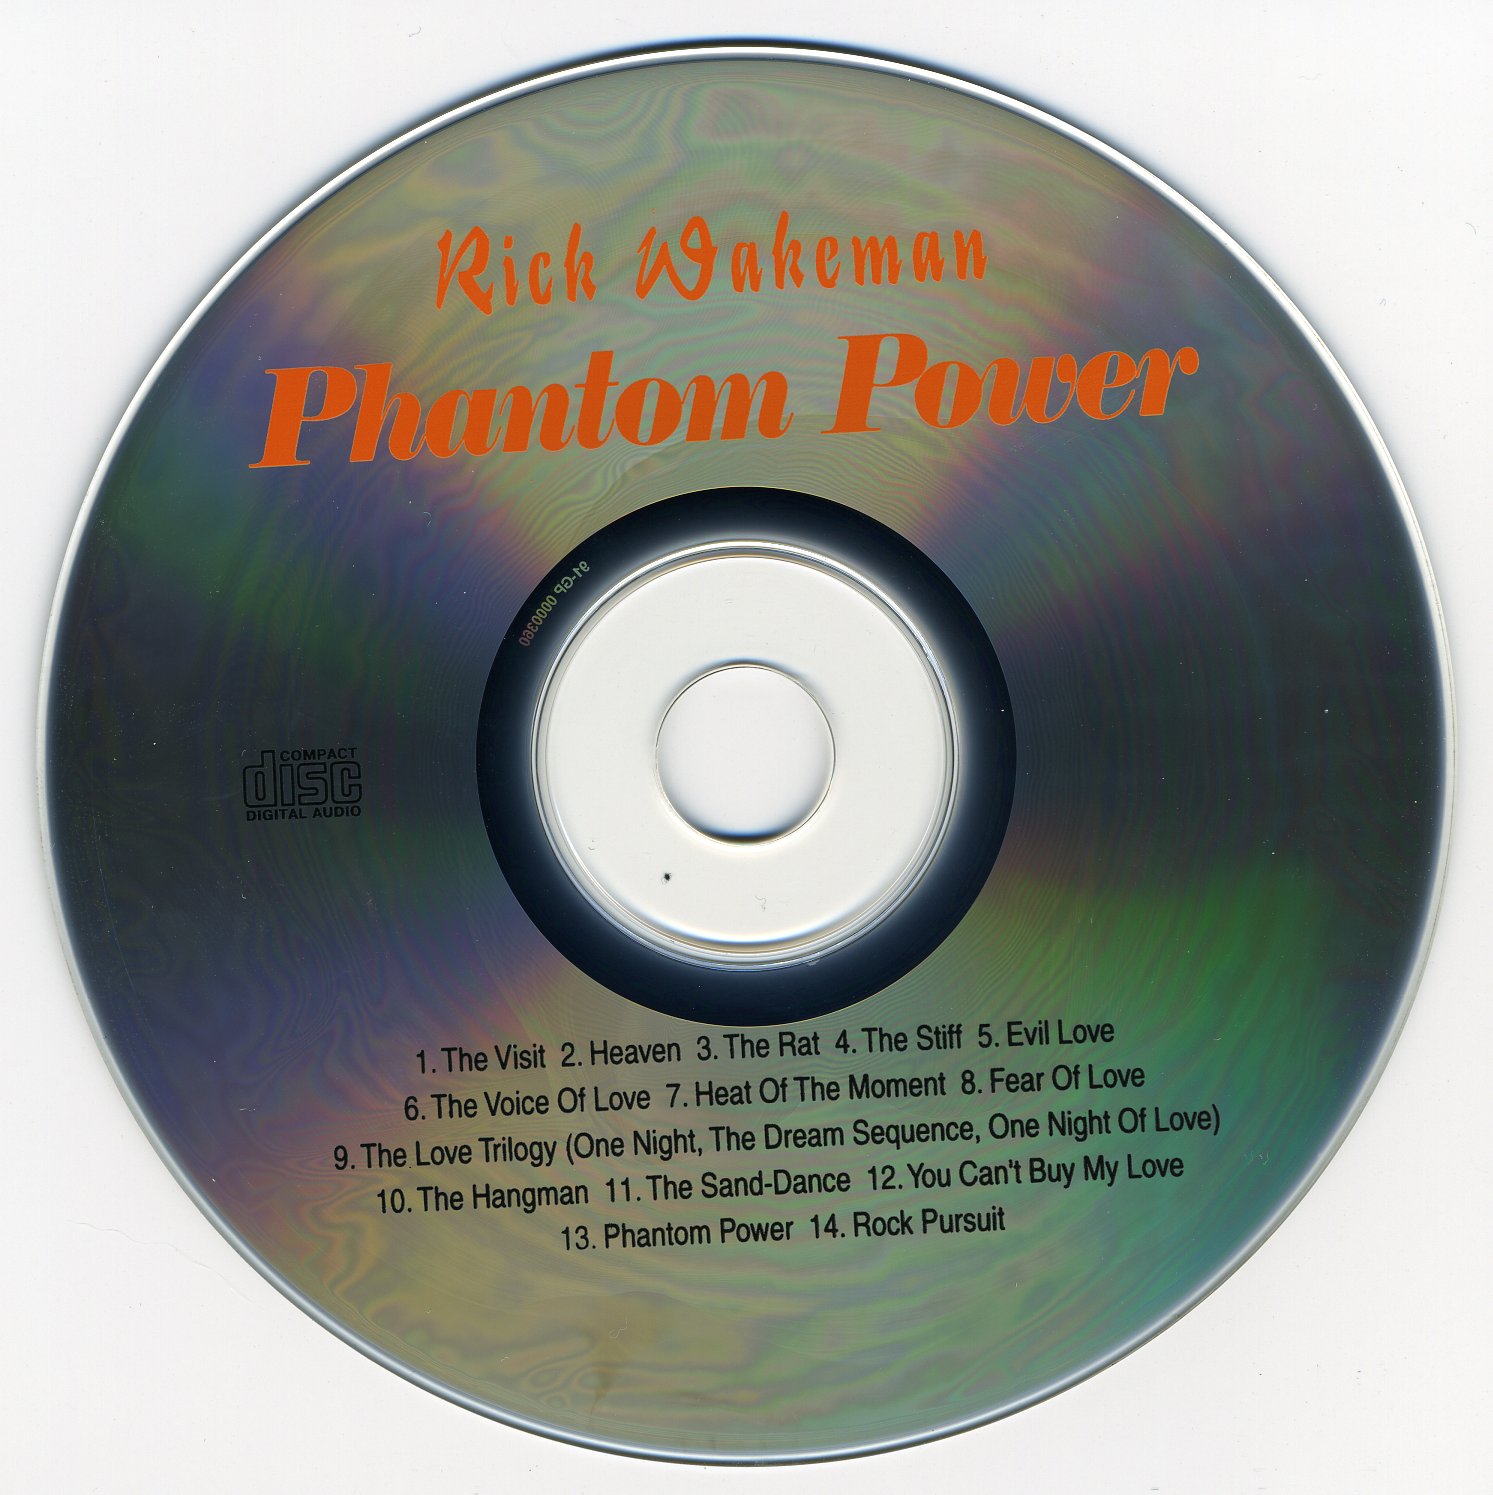 Rick Wakeman
Phantom Power
91-GP 0000360
COMPACT
disc
DIGITAL AUDIO
1. The Visit 2. Heaven 3. The Rat 4. The Stiff 5. Evil Love
6. The Voice Of Love 7. Heat Of The Moment 8. Fear Of Love
9. The Love Trilogy (One Night, The Dream Sequence, One Night Of Love)
10. The Hangman 11. The Sand-Dance 12. You Can't Buy My Love
13. Phantom Power 14. Rock Pursuit